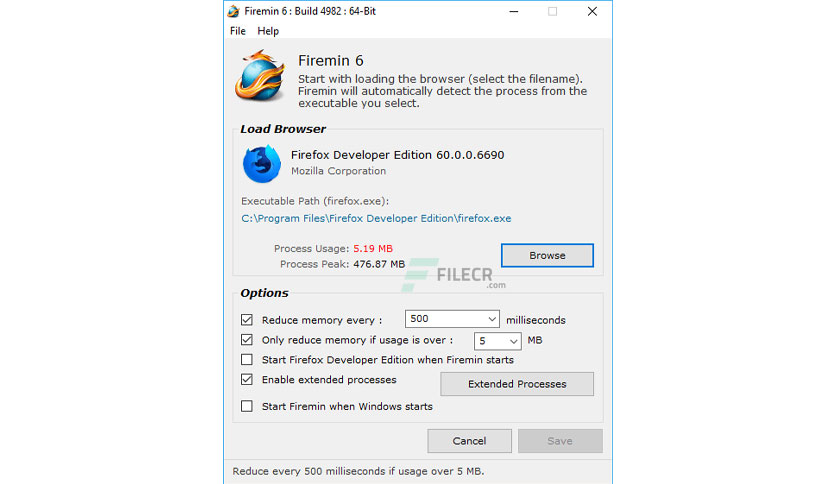 Firemin 6 : Build 4982 : 64-Bit
File Help
Firemin 6
Start with loading the browser (select the filename).
Firemin will automatically detect the process from the
executable you select.
Load Browser
Firefox Developer Edition 60.0.0.6690
Mozilla Corporation
Executable Path (firefox.exe):
C:\Program Files\Firefox Developer Edition\firefox.exe
Process Usage: 5.19 MB
Process Peak: 476.87 MB
Browse
FILECR
.com
Options
Reduce memory every : 500 milliseconds
Only reduce memory if usage is over : 5 MB
Start Firefox Developer Edition when Firemin starts
Enable extended processes
Extended Processes
Start Firemin when Windows starts
Cancel Save
Reduce every 500 milliseconds if usage over 5 MB.